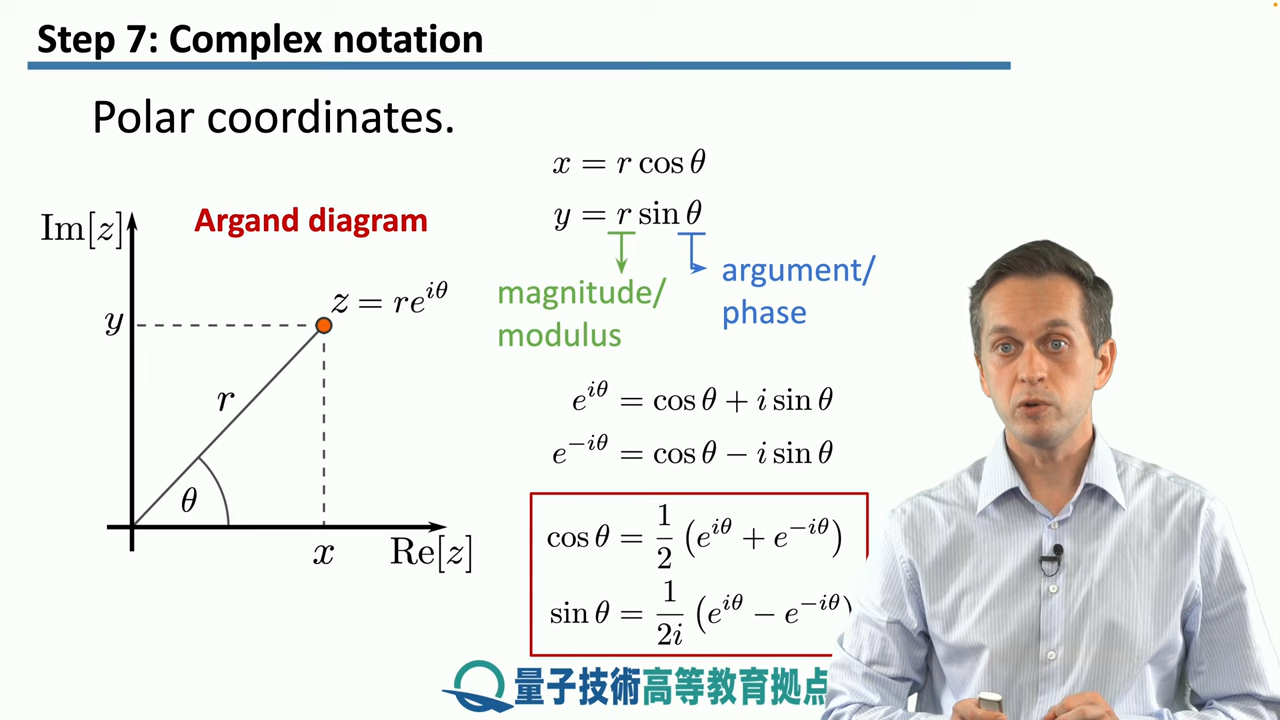 Step 7: Complex notation
Polar coordinates.
x = r cos θ
y = r sin θ
Argand diagram
Im[z]
argument/
phase
magnitude/
modulus
z = re^{iθ}
y
r
θ
x
Re[z]
e^{iθ} = cos θ + i sin θ
e^{−iθ} = cos θ − i sin θ
cos θ = \frac{1}{2} (e^{iθ} + e^{−iθ})
sin θ = \frac{1}{2i} (e^{iθ} − e^{−iθ})
量子技術高等教育拠点